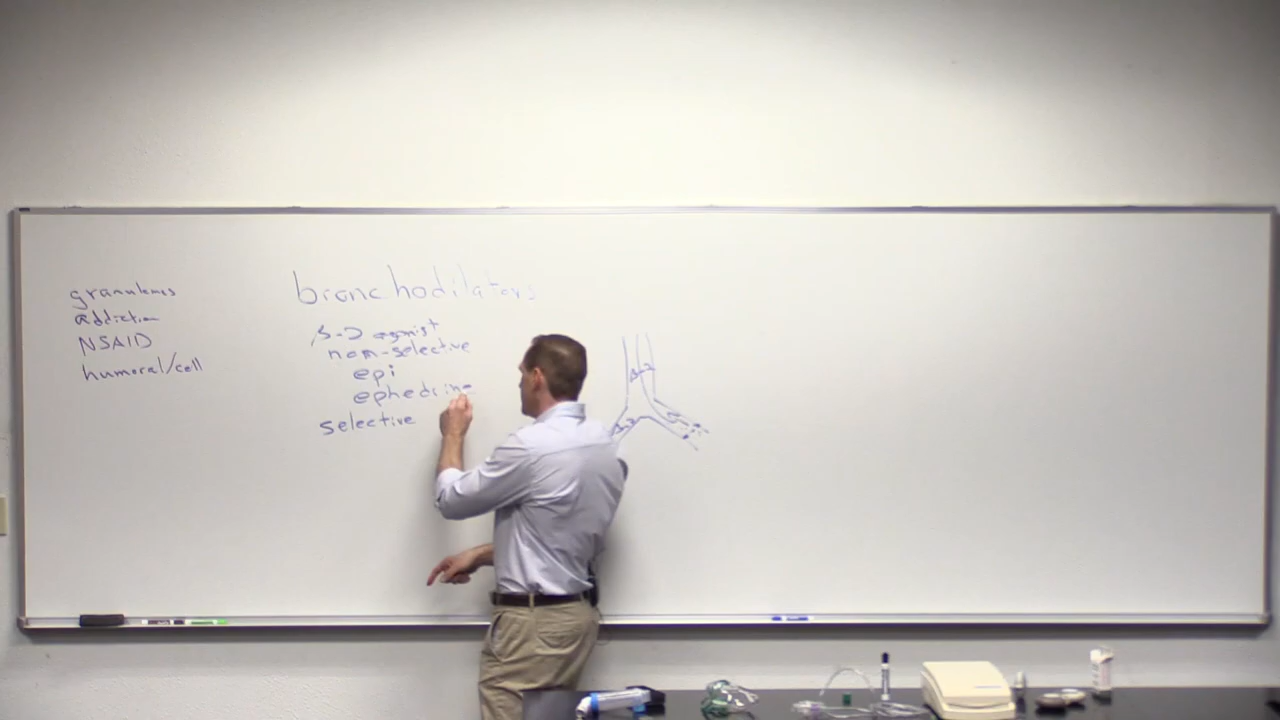 granulomas
addiction
NSAID
humoral/cell
bronchodilators
β-2 agonist
non-selective
epi
ephedrine
selective